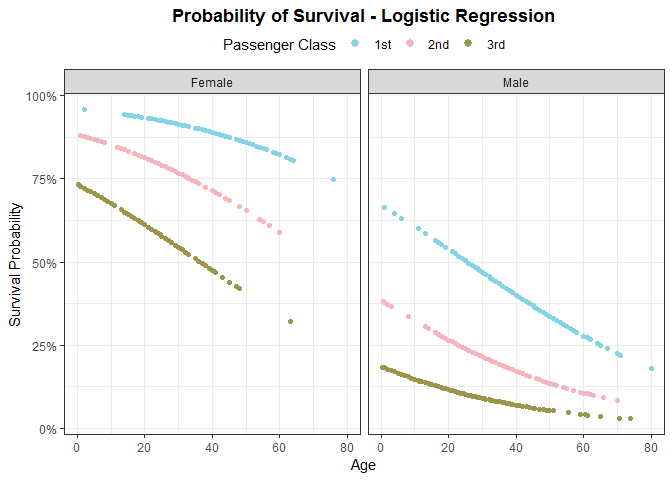 Probability of Survival - Logistic Regression
Passenger Class 1st 2nd 3rd
Female Male
100%
75%
50%
25%
0%
Survival Probability
0 20 40 60 80 0 20 40 60 80
Age